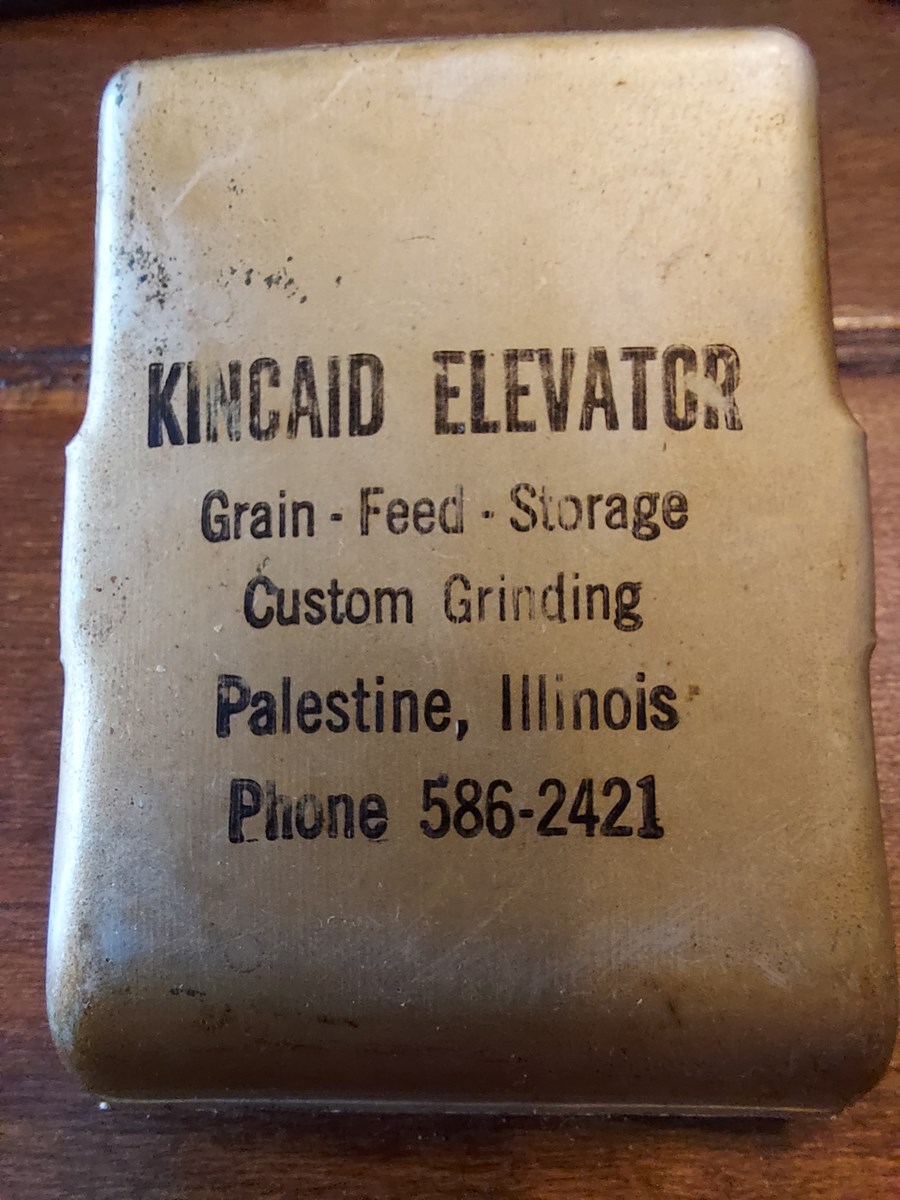 KINCAID ELEVATOR
Grain - Feed - Storage
Custom Grinding
Palestine, Illinois
Phone 586-2421